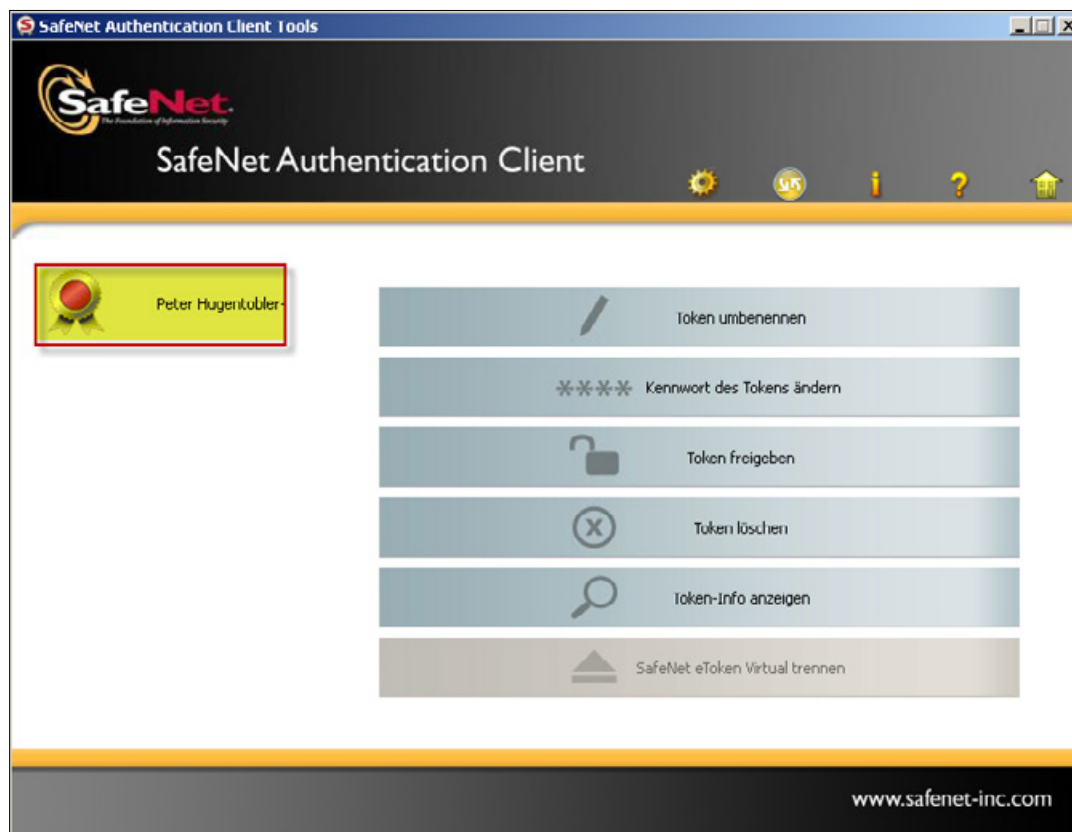 SafeNet Authentication Client Tools
SafeNet.
The Foundation of Information Security
SafeNet Authentication Client
Peter Hugentobler-
Token umbenennen
Kennwort des Tokens ändern
Token freigeben
Token löschen
Token-Info anzeigen
SafeNet eToken Virtual trennen
www.safenet-inc.com